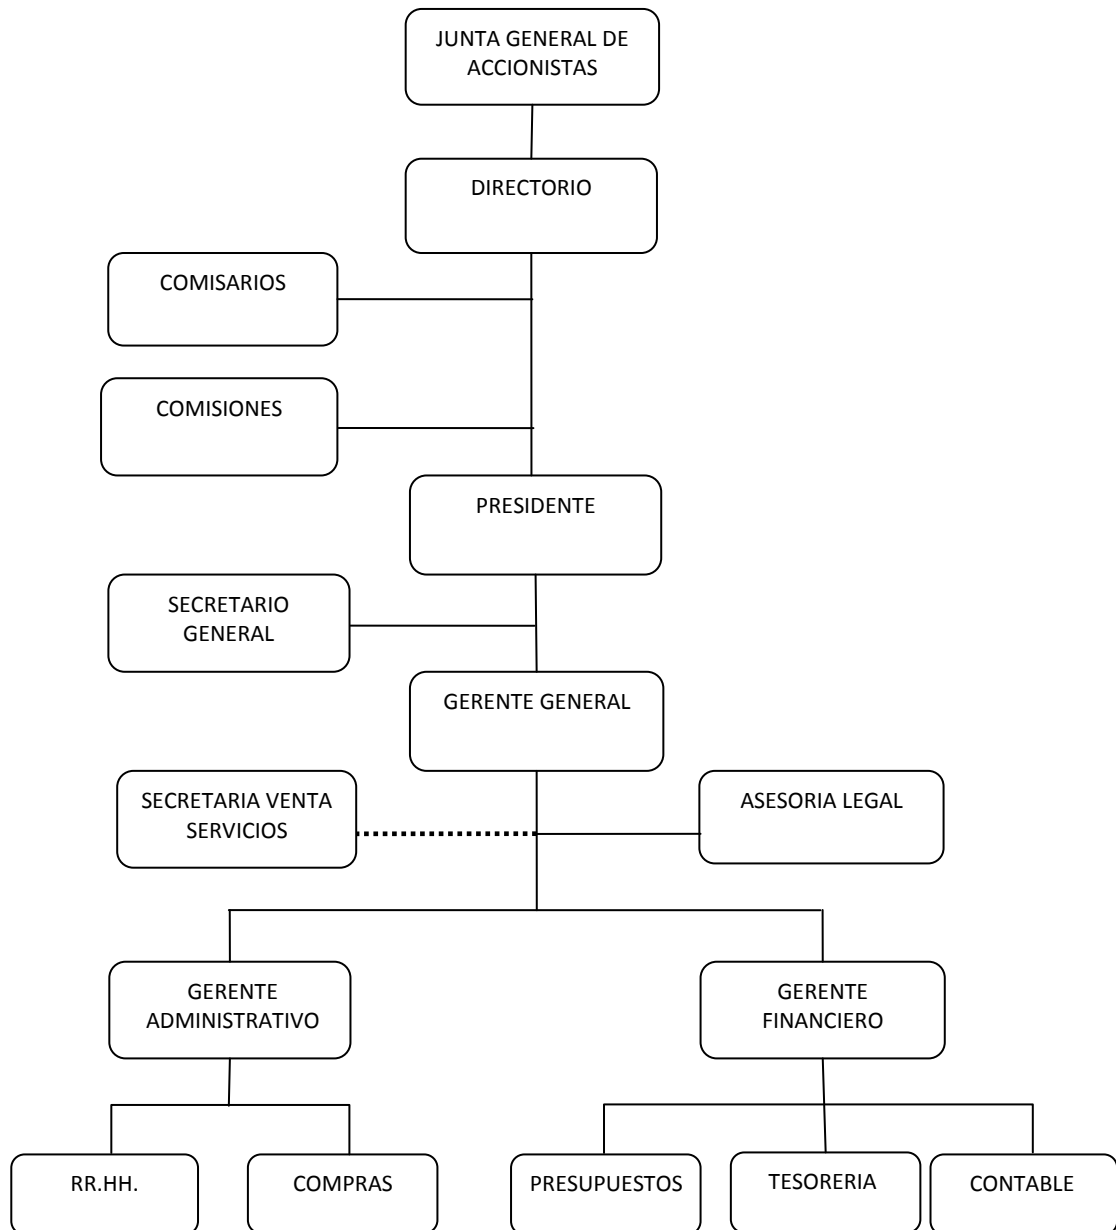 JUNTA GENERAL DE
ACCIONISTAS
DIRECTORIO
COMISARIOS
COMISIONES
PRESIDENTE
SECRETARIO
GENERAL
GERENTE GENERAL
SECRETARIA VENTA
SERVICIOS
ASESORIA LEGAL
GERENTE
ADMINISTRATIVO
GERENTE
FINANCIERO
RR.HH.
COMPRAS
PRESUPUESTOS
TESORERIA
CONTABLE